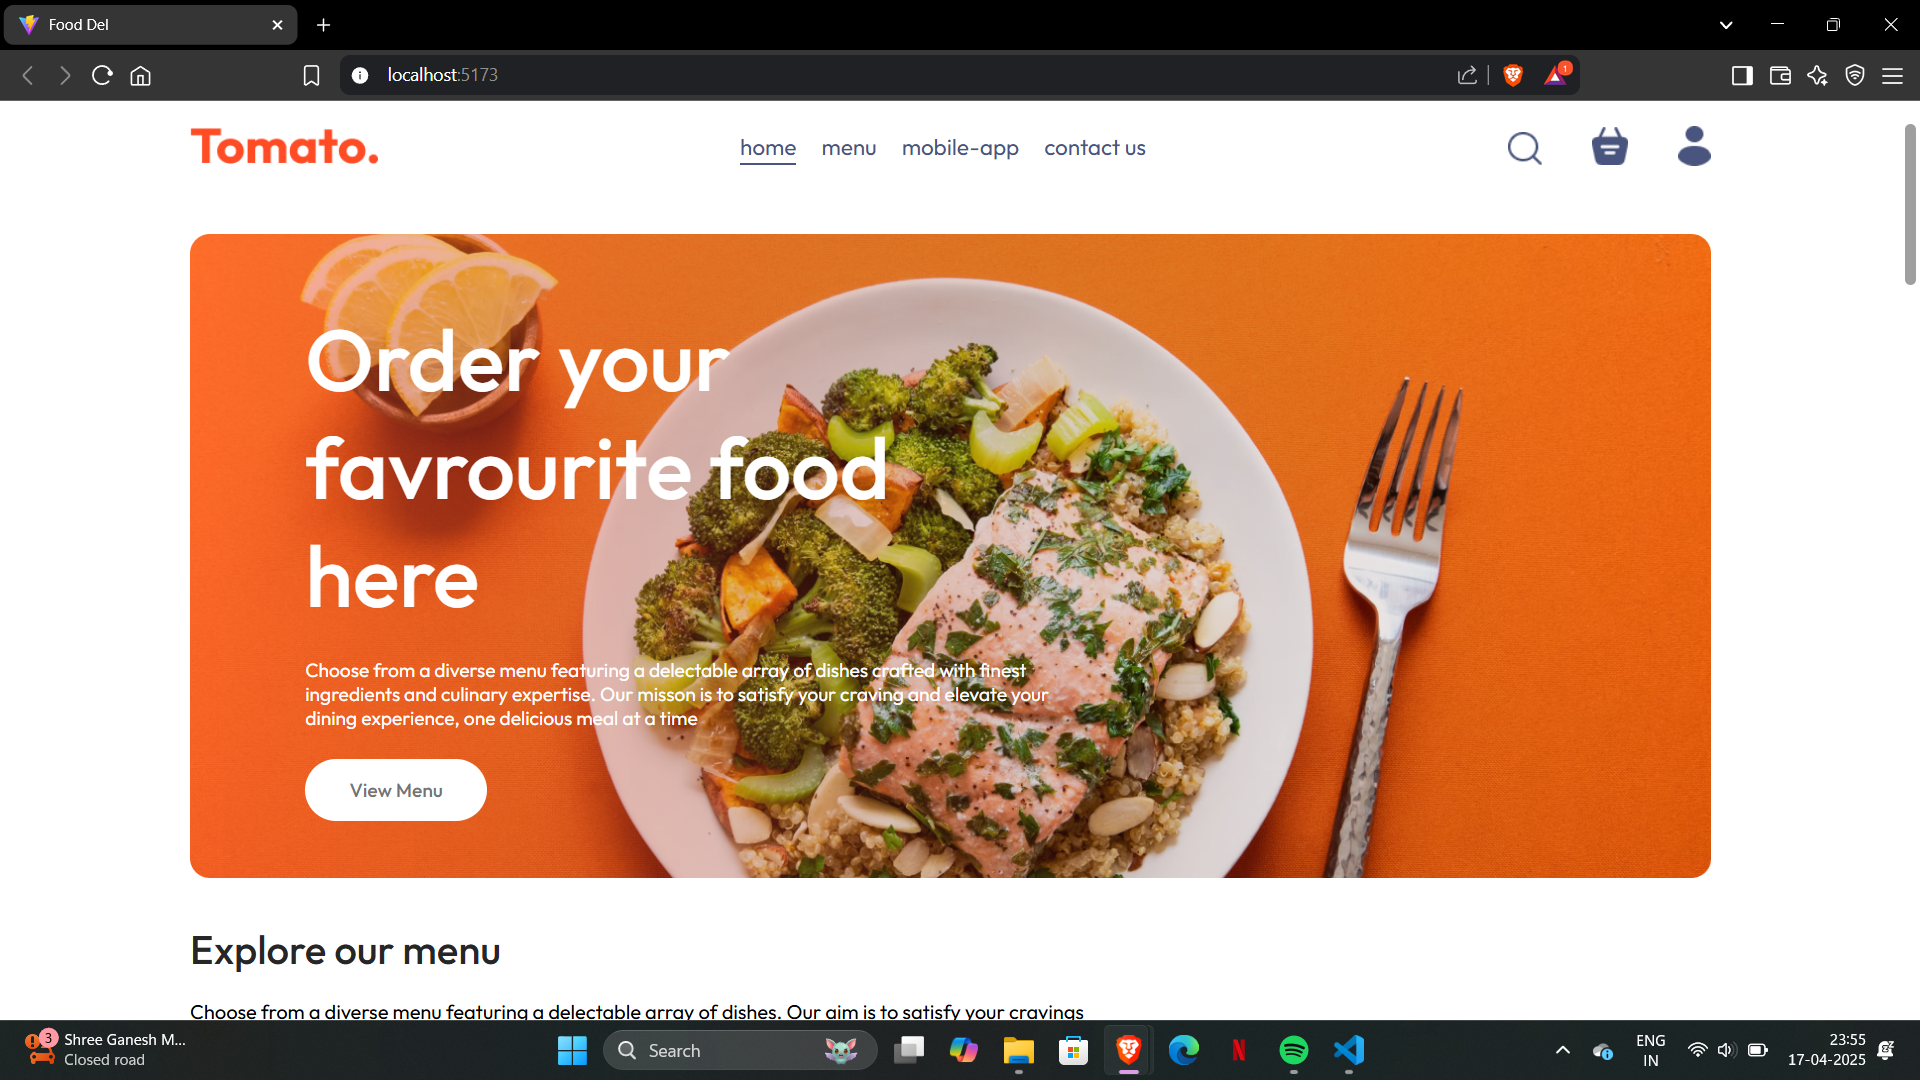 Food Del
localhost:5173
1
Tomato.
home menu mobile-app contact us
Order your
favrourite food
here
Choose from a diverse menu featuring a delectable array of dishes crafted with finest
ingredients and culinary expertise. Our misson is to satisfy your craving and elevate your
dining experience, one delicious meal at a time
View Menu
Explore our menu
Choose from a diverse menu featuring a delectable array of dishes. Our aim is to satisfy your cravings
3
Shree Ganesh M...
Closed road
Search
ENG
IN
23:55
17-04-2025